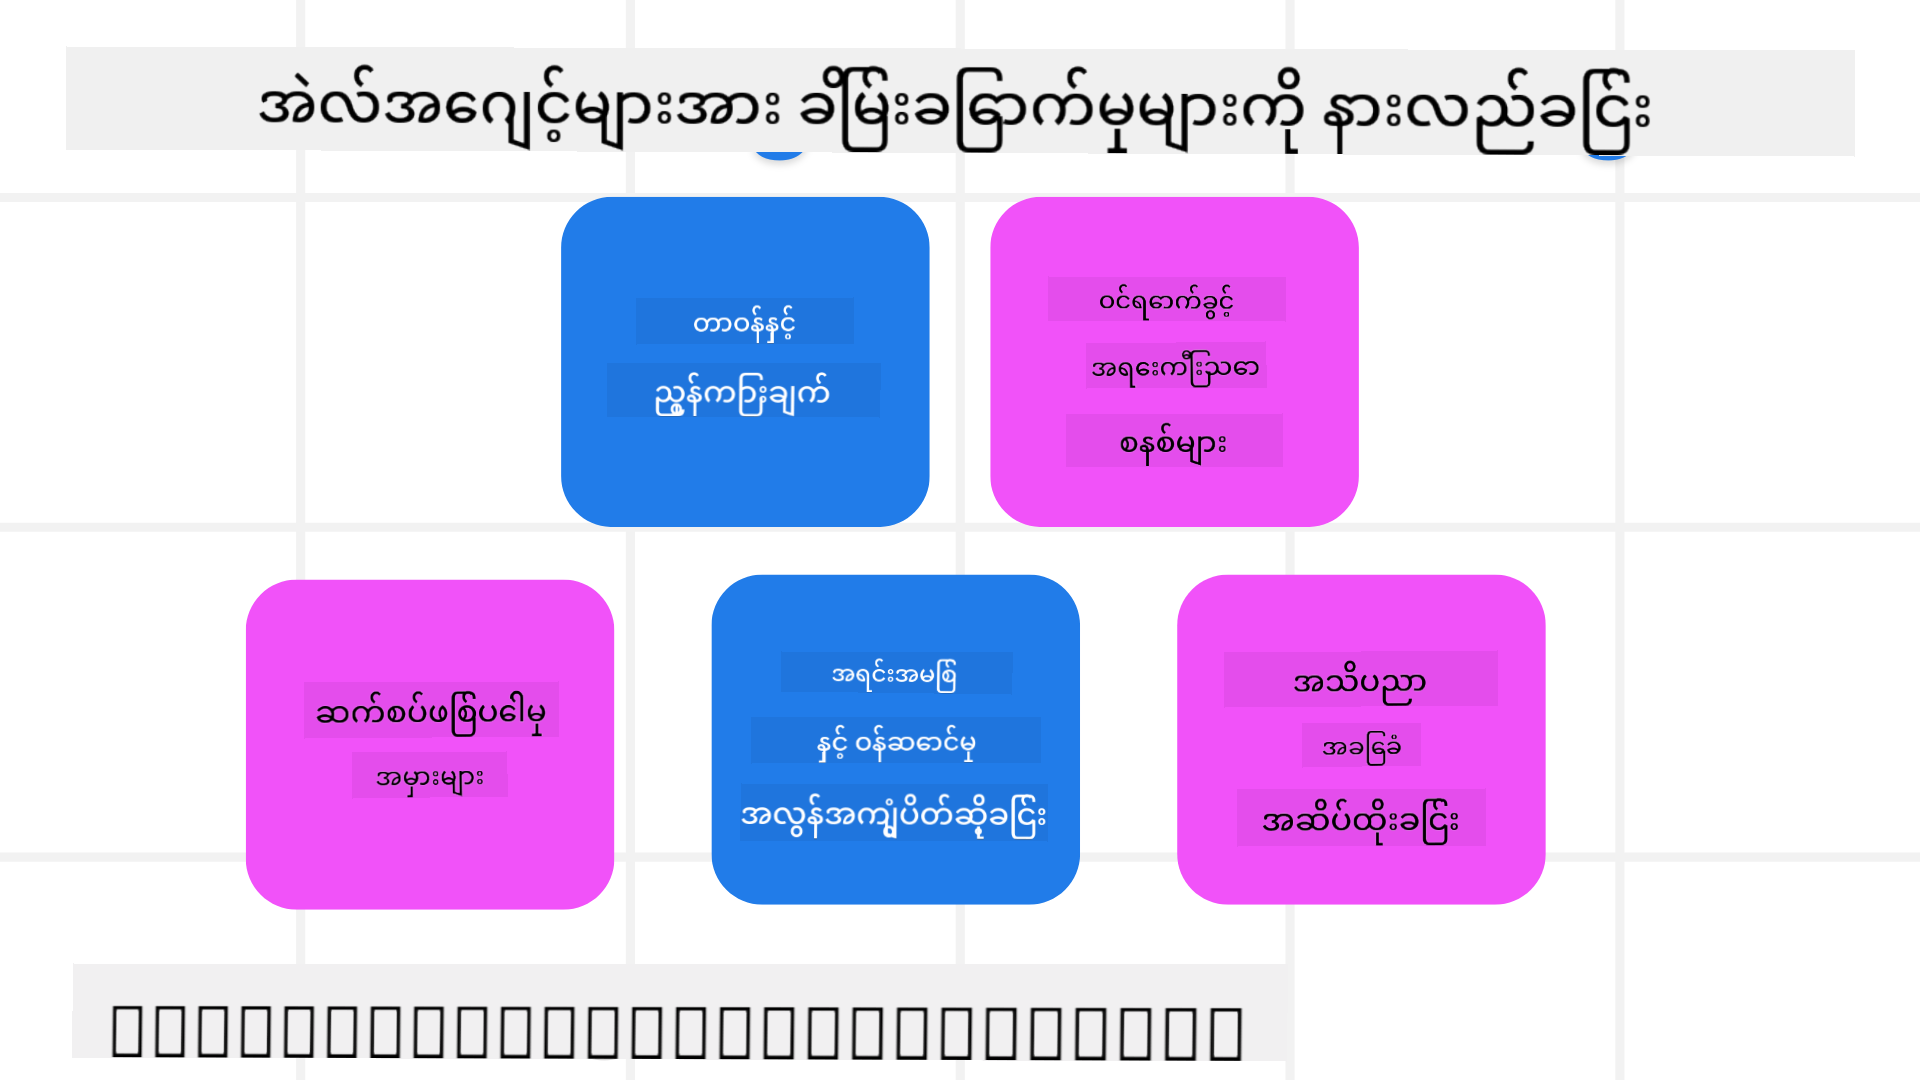 အဲလ်အဂျေင့်များအား ခြိမ်းခြောက်မှုများကို နားလည်ခြင်း
တာဝန်နှင့်
ညွှန်ကြားချက်
ဝင်ရောက်ခွင့်
အရေးကြီးသော
စနစ်များ
ဆက်စပ်ဖြစ်ပေါ်မှု
အမှားများ
အရင်းအမြစ်
နှင့် ဝန်ဆောင်မှု
အလွန်အကျွံပိတ်ဆို့ခြင်း
အသိပညာ
အခြေခံ
အဆိပ်ထိုးခြင်း